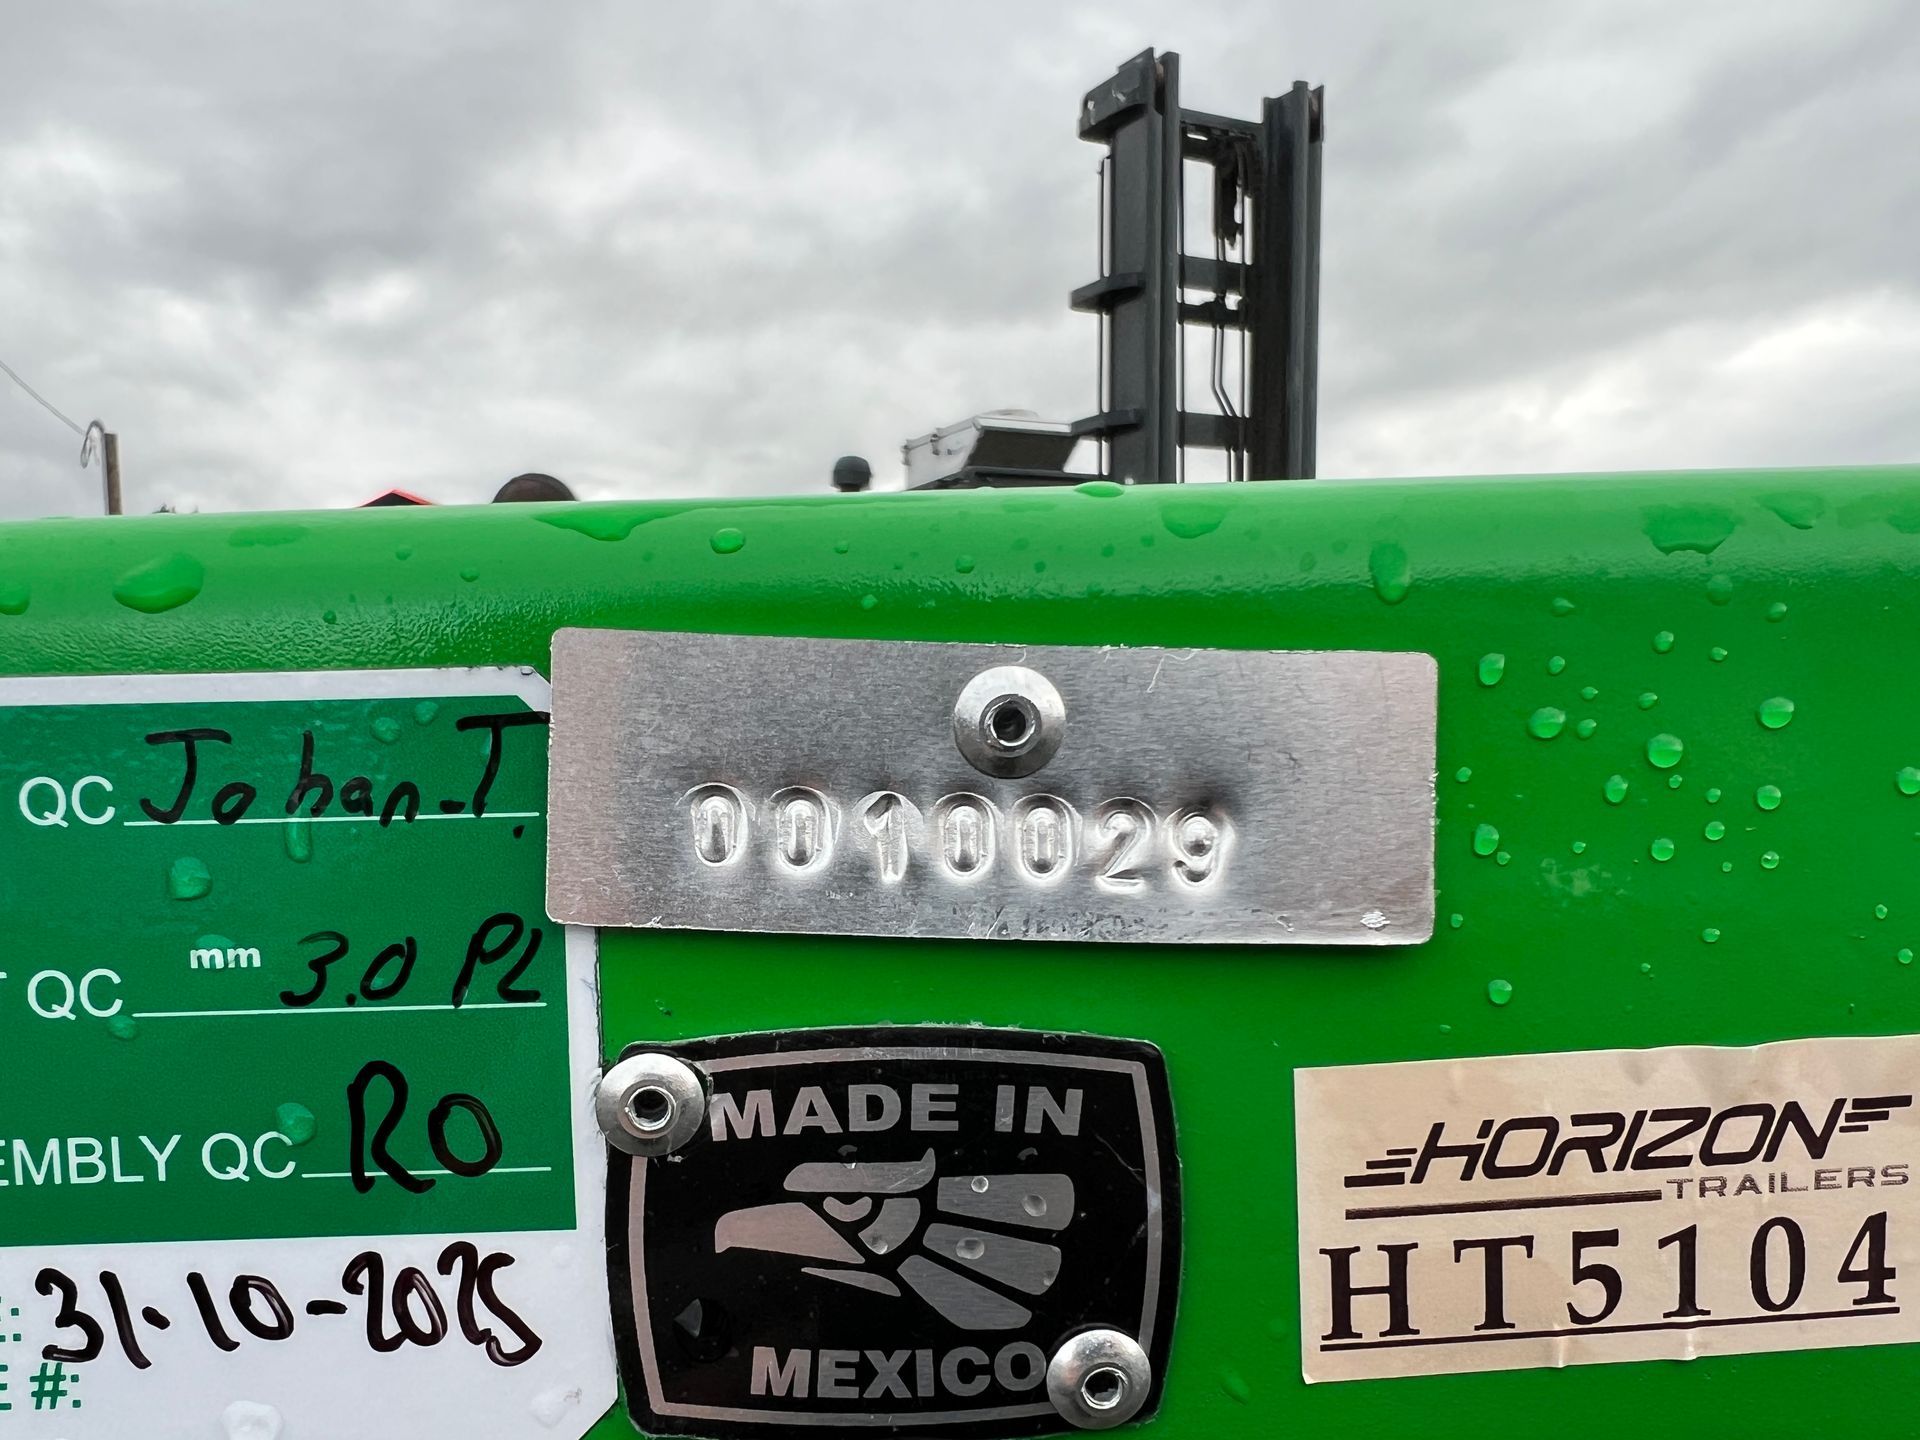 QC Johan-T.
0010029
QC mm 3.0 PL
EMBLY QC RO
31-10-2025
#:
MADE IN
MEXICO
HORIZON
TRAILERS
HT5104